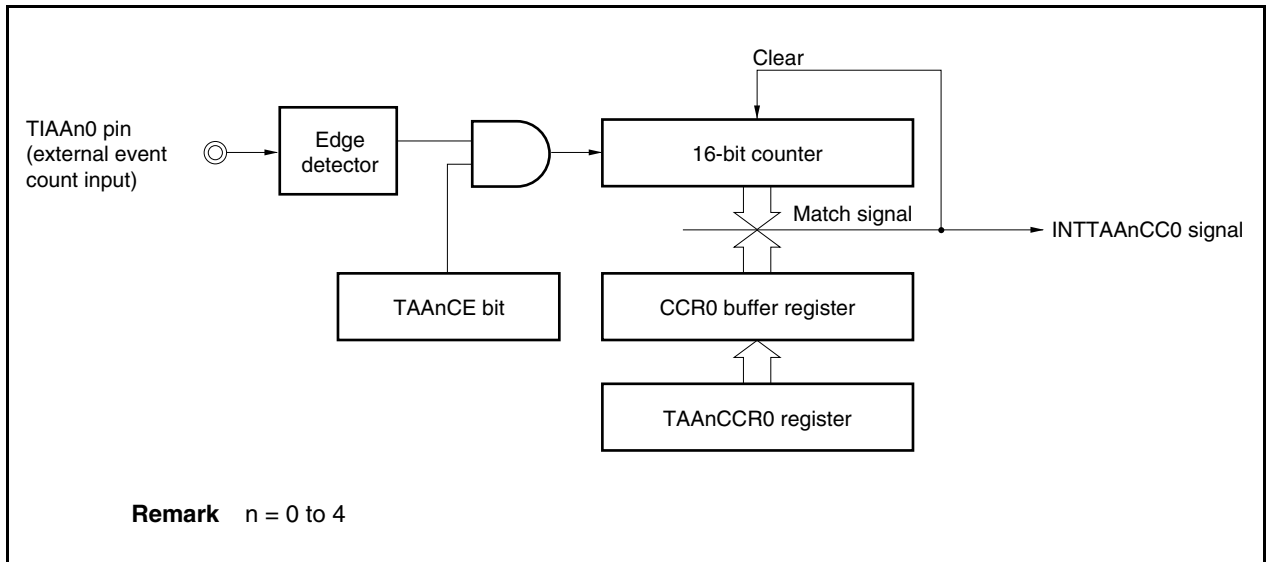 Clear
TIAAn0 pin
(external event
count input)
Edge
detector
16-bit counter
Match signal
INTTAAnCC0 signal
TAAnCE bit
CCR0 buffer register
TAAnCCR0 register
Remark n = 0 to 4